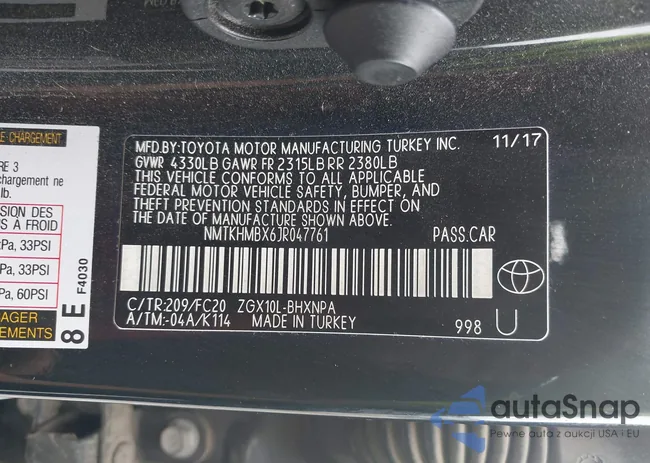 E-CHARGEMENT
RE 3
hargement ne
lb.
SION DES
S À FROID
Pa, 33PSI
Pa, 33PSI
Pa, 60PSI
AGER
EMENTS
8 E F4030
MFD.BY:TOYOTA MOTOR MANUFACTURING TURKEY INC. 11/17
GVWR 4330LB GAWR FR 2315LB RR 2380LB
THIS VEHICLE CONFORMS TO ALL APPLICABLE
FEDERAL MOTOR VEHICLE SAFETY, BUMPER, AND
THEFT PREVENTION STANDARDS IN EFFECT ON
THE DATE OF MANUFACTURE SHOWN ABOVE.
NMTKHMBX6JR047761 PASS.CAR
C/TR:209/FC20 ZGX10L-BHXNPA
A/TM:-04A/K114 MADE IN TURKEY 998 U
autoSnap
Pewne auta z aukcji USA i EU